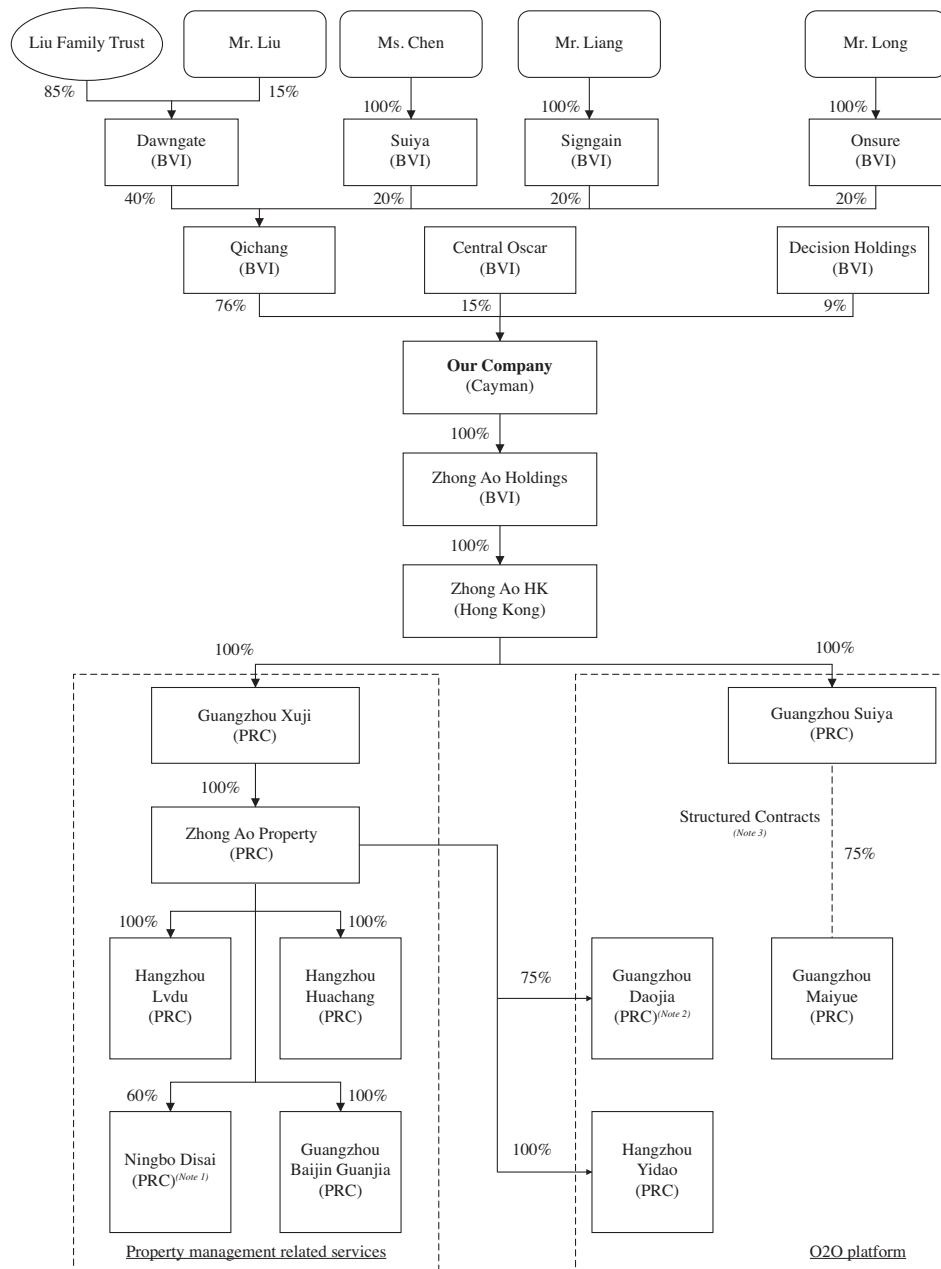 Liu Family Trust
Mr. Liu
Ms. Chen
Mr. Liang
Mr. Long
85%
15%
100%
100%
100%
Dawngate
(BVI)
Suiya
(BVI)
Signgain
(BVI)
Onsure
(BVI)
40%
20%
20%
20%
Qichang
(BVI)
Central Oscar
(BVI)
Decision Holdings
(BVI)
76%
15%
9%
Our Company
(Cayman)
100%
Zhong Ao Holdings
(BVI)
100%
Zhong Ao HK
(Hong Kong)
100%
100%
Guangzhou Xuji
(PRC)
Guangzhou Suiya
(PRC)
100%
Zhong Ao Property
(PRC)
Structured Contracts
(Note 3)
75%
100%
100%
Hangzhou
Lvdu
(PRC)
Hangzhou
Huachang
(PRC)
75%
Guangzhou
Daojia
(PRC)(Note 2)
Guangzhou
Maiyue
(PRC)
60%
100%
Ningbo Disai
(PRC)(Note 1)
Guangzhou
Baijin Guanjia
(PRC)
100%
Hangzhou
Yidao
(PRC)
Property management related services
O2O platform